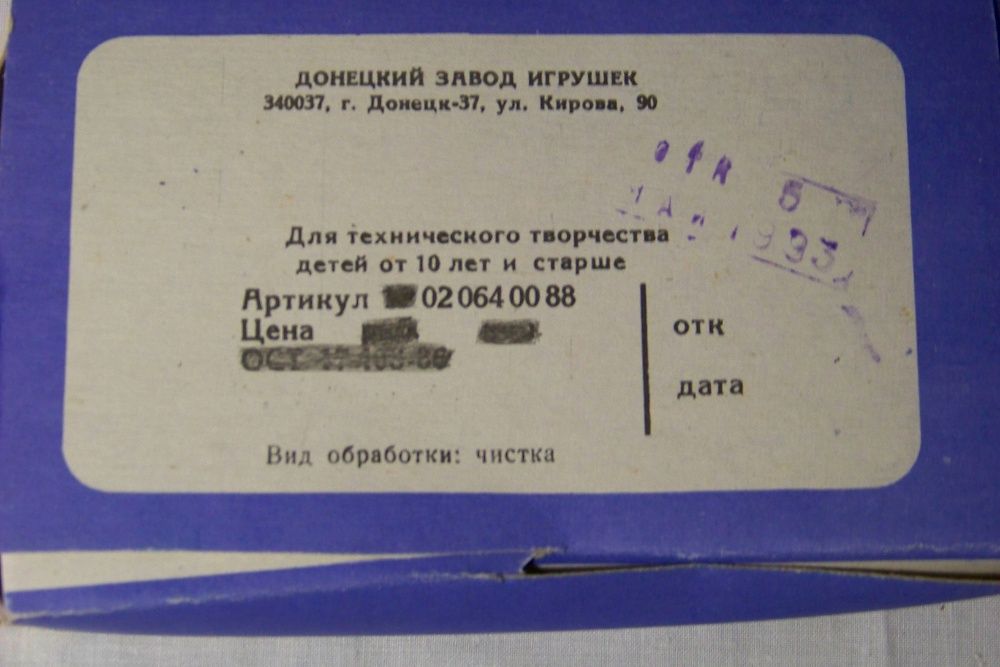 ДОНЕЦКИЙ ЗАВОД ИГРУШЕК
340037, г. Донецк-37, ул. Кирова, 90
Для технического творчества
детей от 10 лет и старше
Артикул 02 064 00 88
Цена
ОСТ
ОТК
дата
Вид обработки: чистка